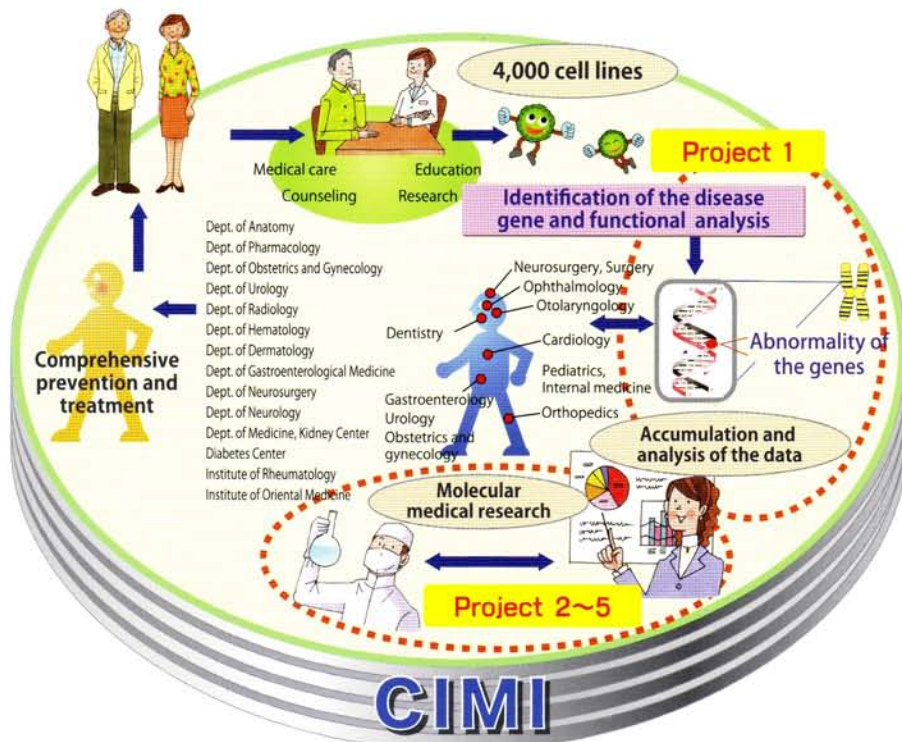 4,000 cell lines
Project 1
Medical care
Education
Counseling
Research
Identification of the disease
gene and functional analysis
Dept. of Anatomy
Dept. of Pharmacology
Dept. of Obstetrics and Gynecology
Dept. of Urology
Dept. of Radiology
Dept. of Hematology
Dept. of Dermatology
Dept. of Gastroenterological Medicine
Dept. of Neurosurgery
Dept. of Neurology
Dept. of Medicine, Kidney Center
Diabetes Center
Institute of Rheumatology
Institute of Oriental Medicine
Neurosurgery, Surgery
Ophthalmology
Otolaryngology
Dentistry
Cardiology
Pediatrics,
Internal medicine
Gastroenterology
Urology
Obstetrics and
gynecology
Orthopedics
Abnormality of
the genes
Comprehensive
prevention and
treatment
Accumulation and
analysis of the data
Molecular
medical research
Project 2～5
CIMI